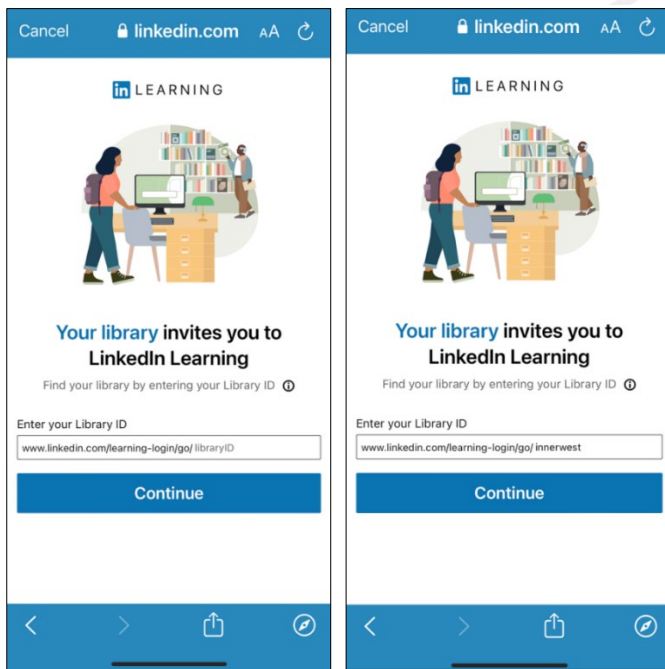 Cancel linkedin.com AA
in LEARNING
Your library invites you to
LinkedIn Learning
Find your library by entering your Library ID
Enter your Library ID
www.linkedin.com/learning-login/go/ libraryID
Continue
Cancel linkedin.com AA
in LEARNING
Your library invites you to
LinkedIn Learning
Find your library by entering your Library ID
Enter your Library ID
www.linkedin.com/learning-login/go/ innerwest
Continue